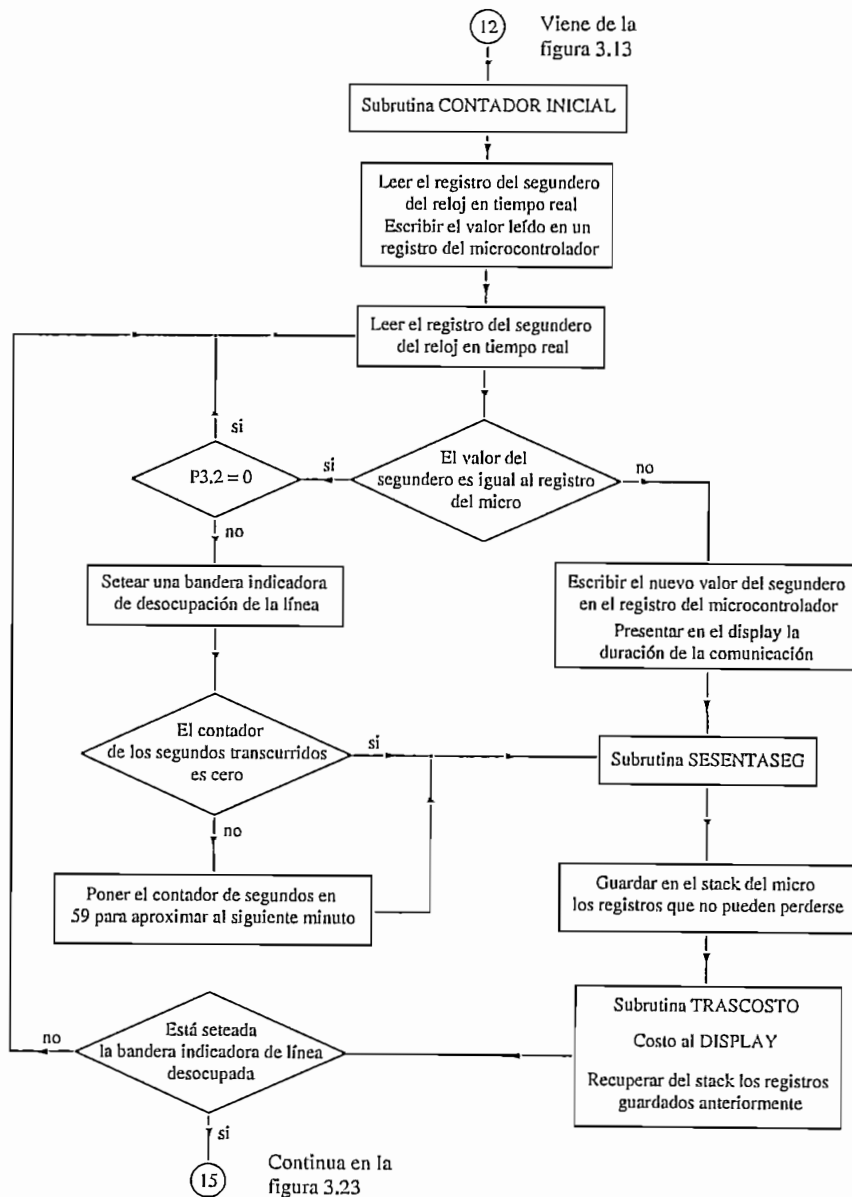 12
Viene de la
figura 3.13
Subrutina CONTADOR INICIAL
Leer el registro del segundero
del reloj en tiempo real
Escribir el valor leído en un
registro del microcontrolador
Leer el registro del segundero
del reloj en tiempo real
si
P3.2 = 0
si
El valor del
segundero es igual al registro
del micro
no
no
Setear una bandera indicadora
de desocupación de la línea
Escribir el nuevo valor del segundero
en el registro del microcontrolador
Presentar en el display la
duración de la comunicación
El contador
de los segundos transcurridos
es cero
si
Subrutina SESENTASEG
no
Poner el contador de segundos en
59 para aproximar al siguiente minuto
Guardar en el stack del micro
los registros que no pueden perderse
Subrutina TRASCOSTO
Costo al DISPLAY
Recuperar del stack los registros
guardados anteriormente
no
Está seteada
la bandera indicadora de línea
desocupada
si
15
Continua en la
figura 3.23